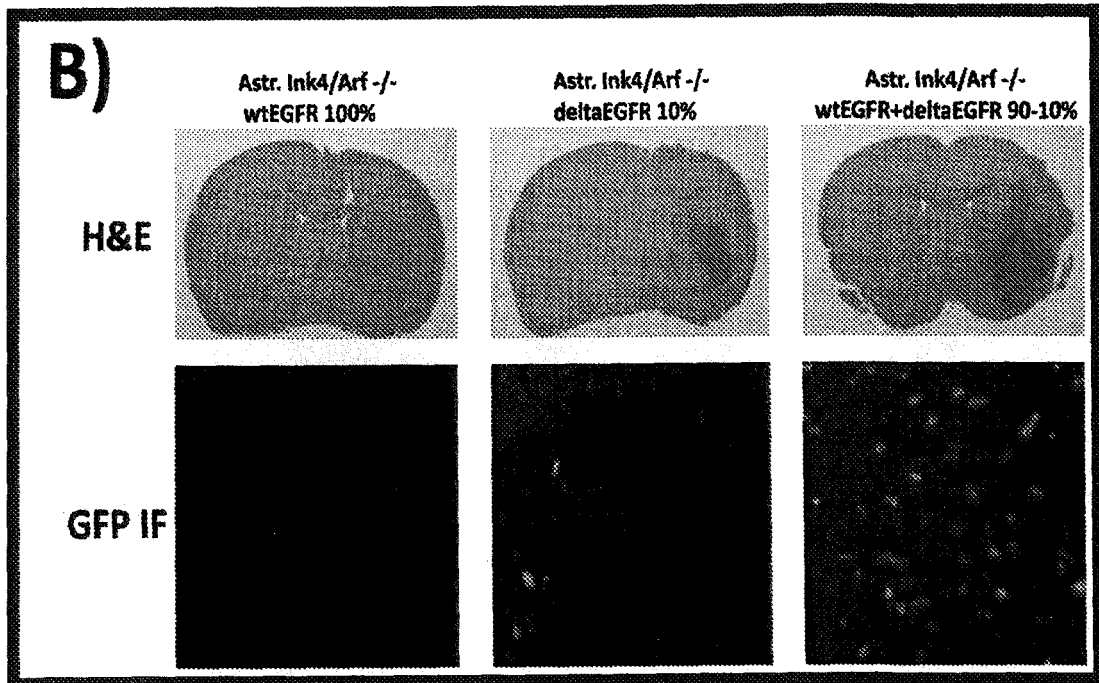 B)
Astr. Ink4/Arf -/-
wtEGFR 100%
Astr. Ink4/Arf -/-
deltaEGFR 10%
Astr. Ink4/Arf -/-
wtEGFR+deltaEGFR 90-10%
H&E
GFP IF